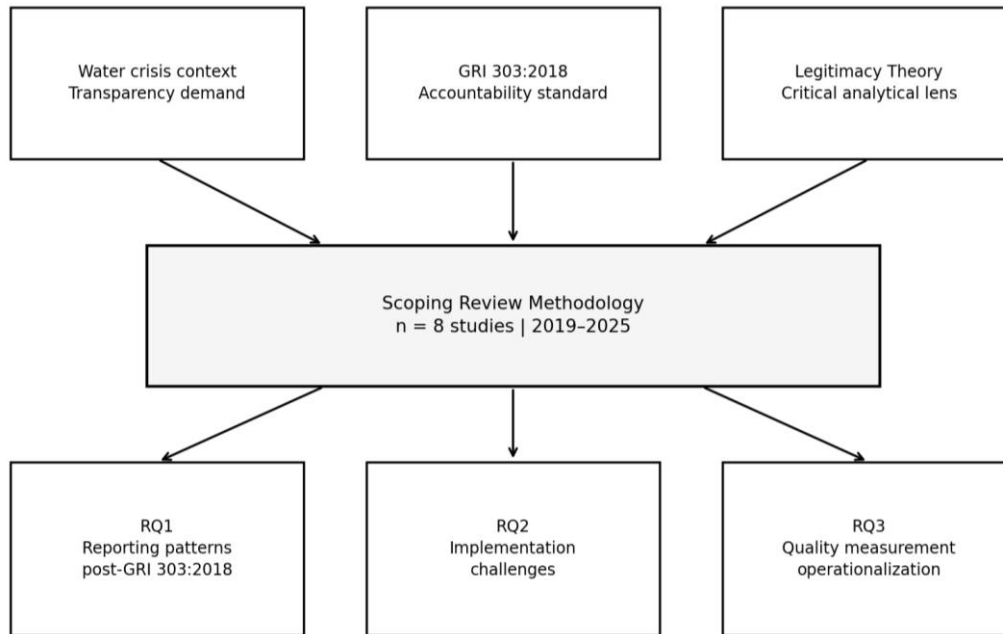 Water crisis context
Transparency demand
GRI 303:2018
Accountability standard
Legitimacy Theory
Critical analytical lens
Scoping Review Methodology
n = 8 studies | 2019–2025
RQ1
Reporting patterns
post-GRI 303:2018
RQ2
Implementation
challenges
RQ3
Quality measurement
operationalization